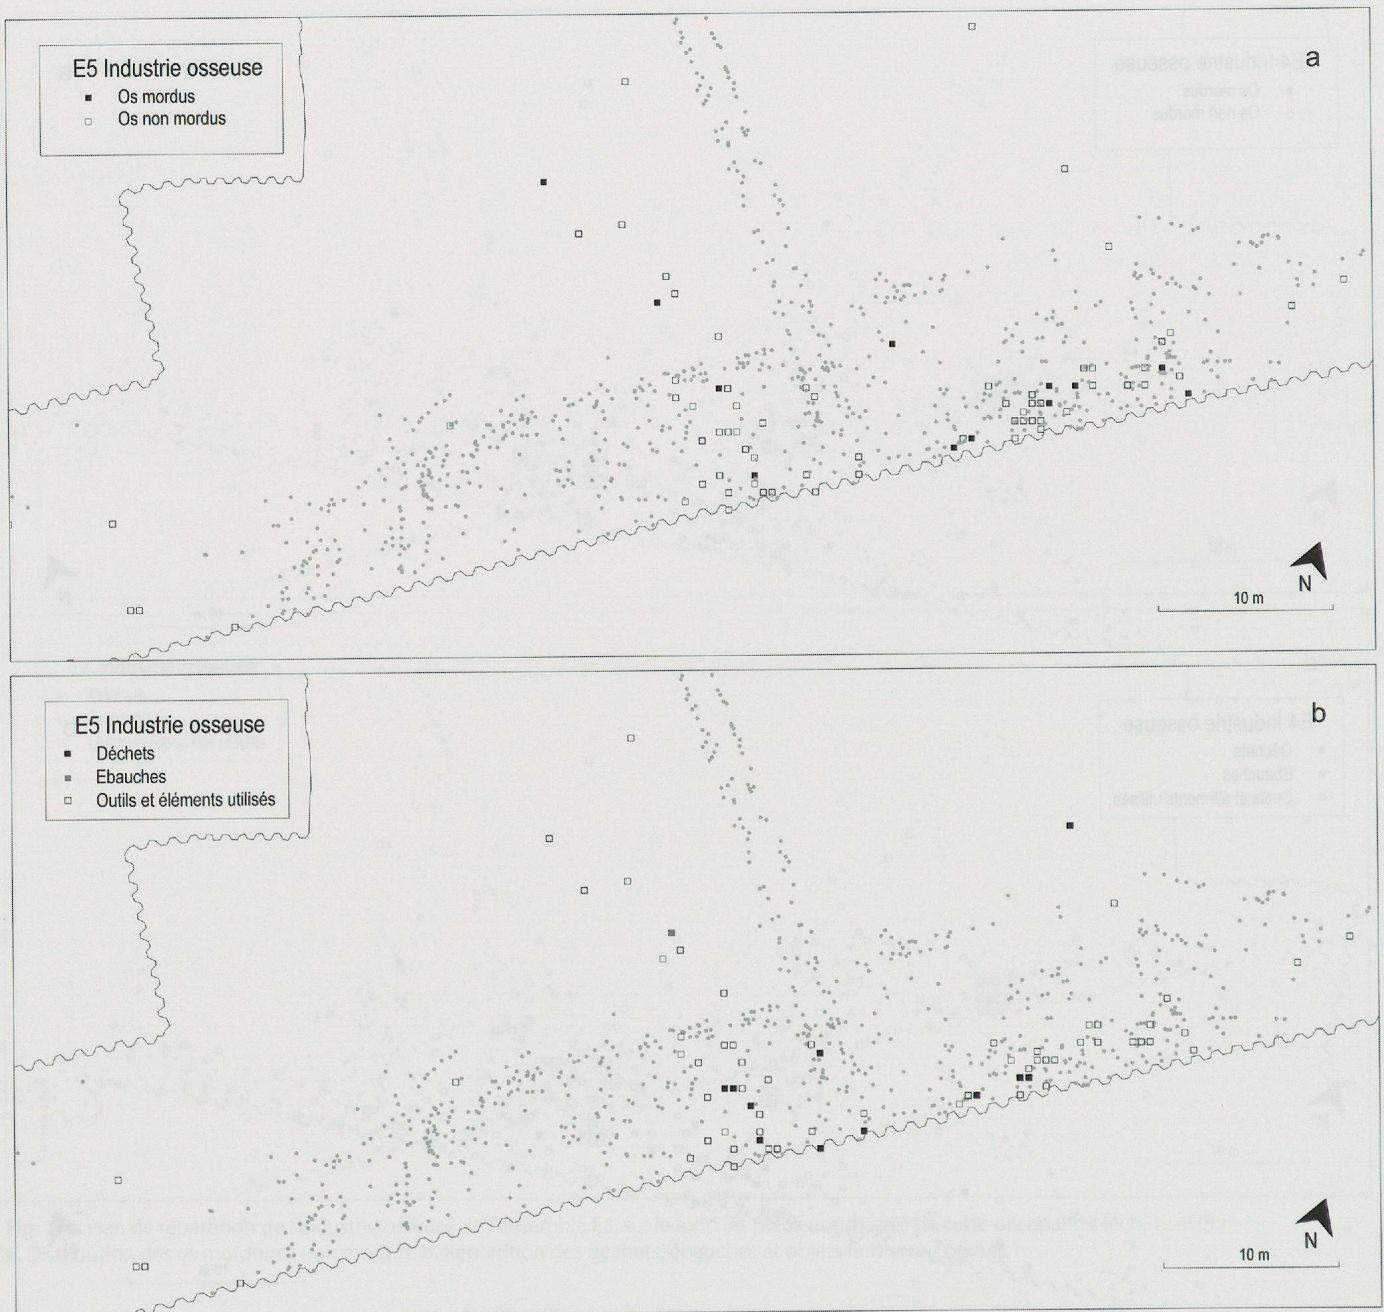 E5 Industrie osseuse
Os mordus
Os non mordus
a
N
10 m
E5 Industrie osseuse
Déchets
Ebauches
Outils et éléments utilisés
b
N
10 m